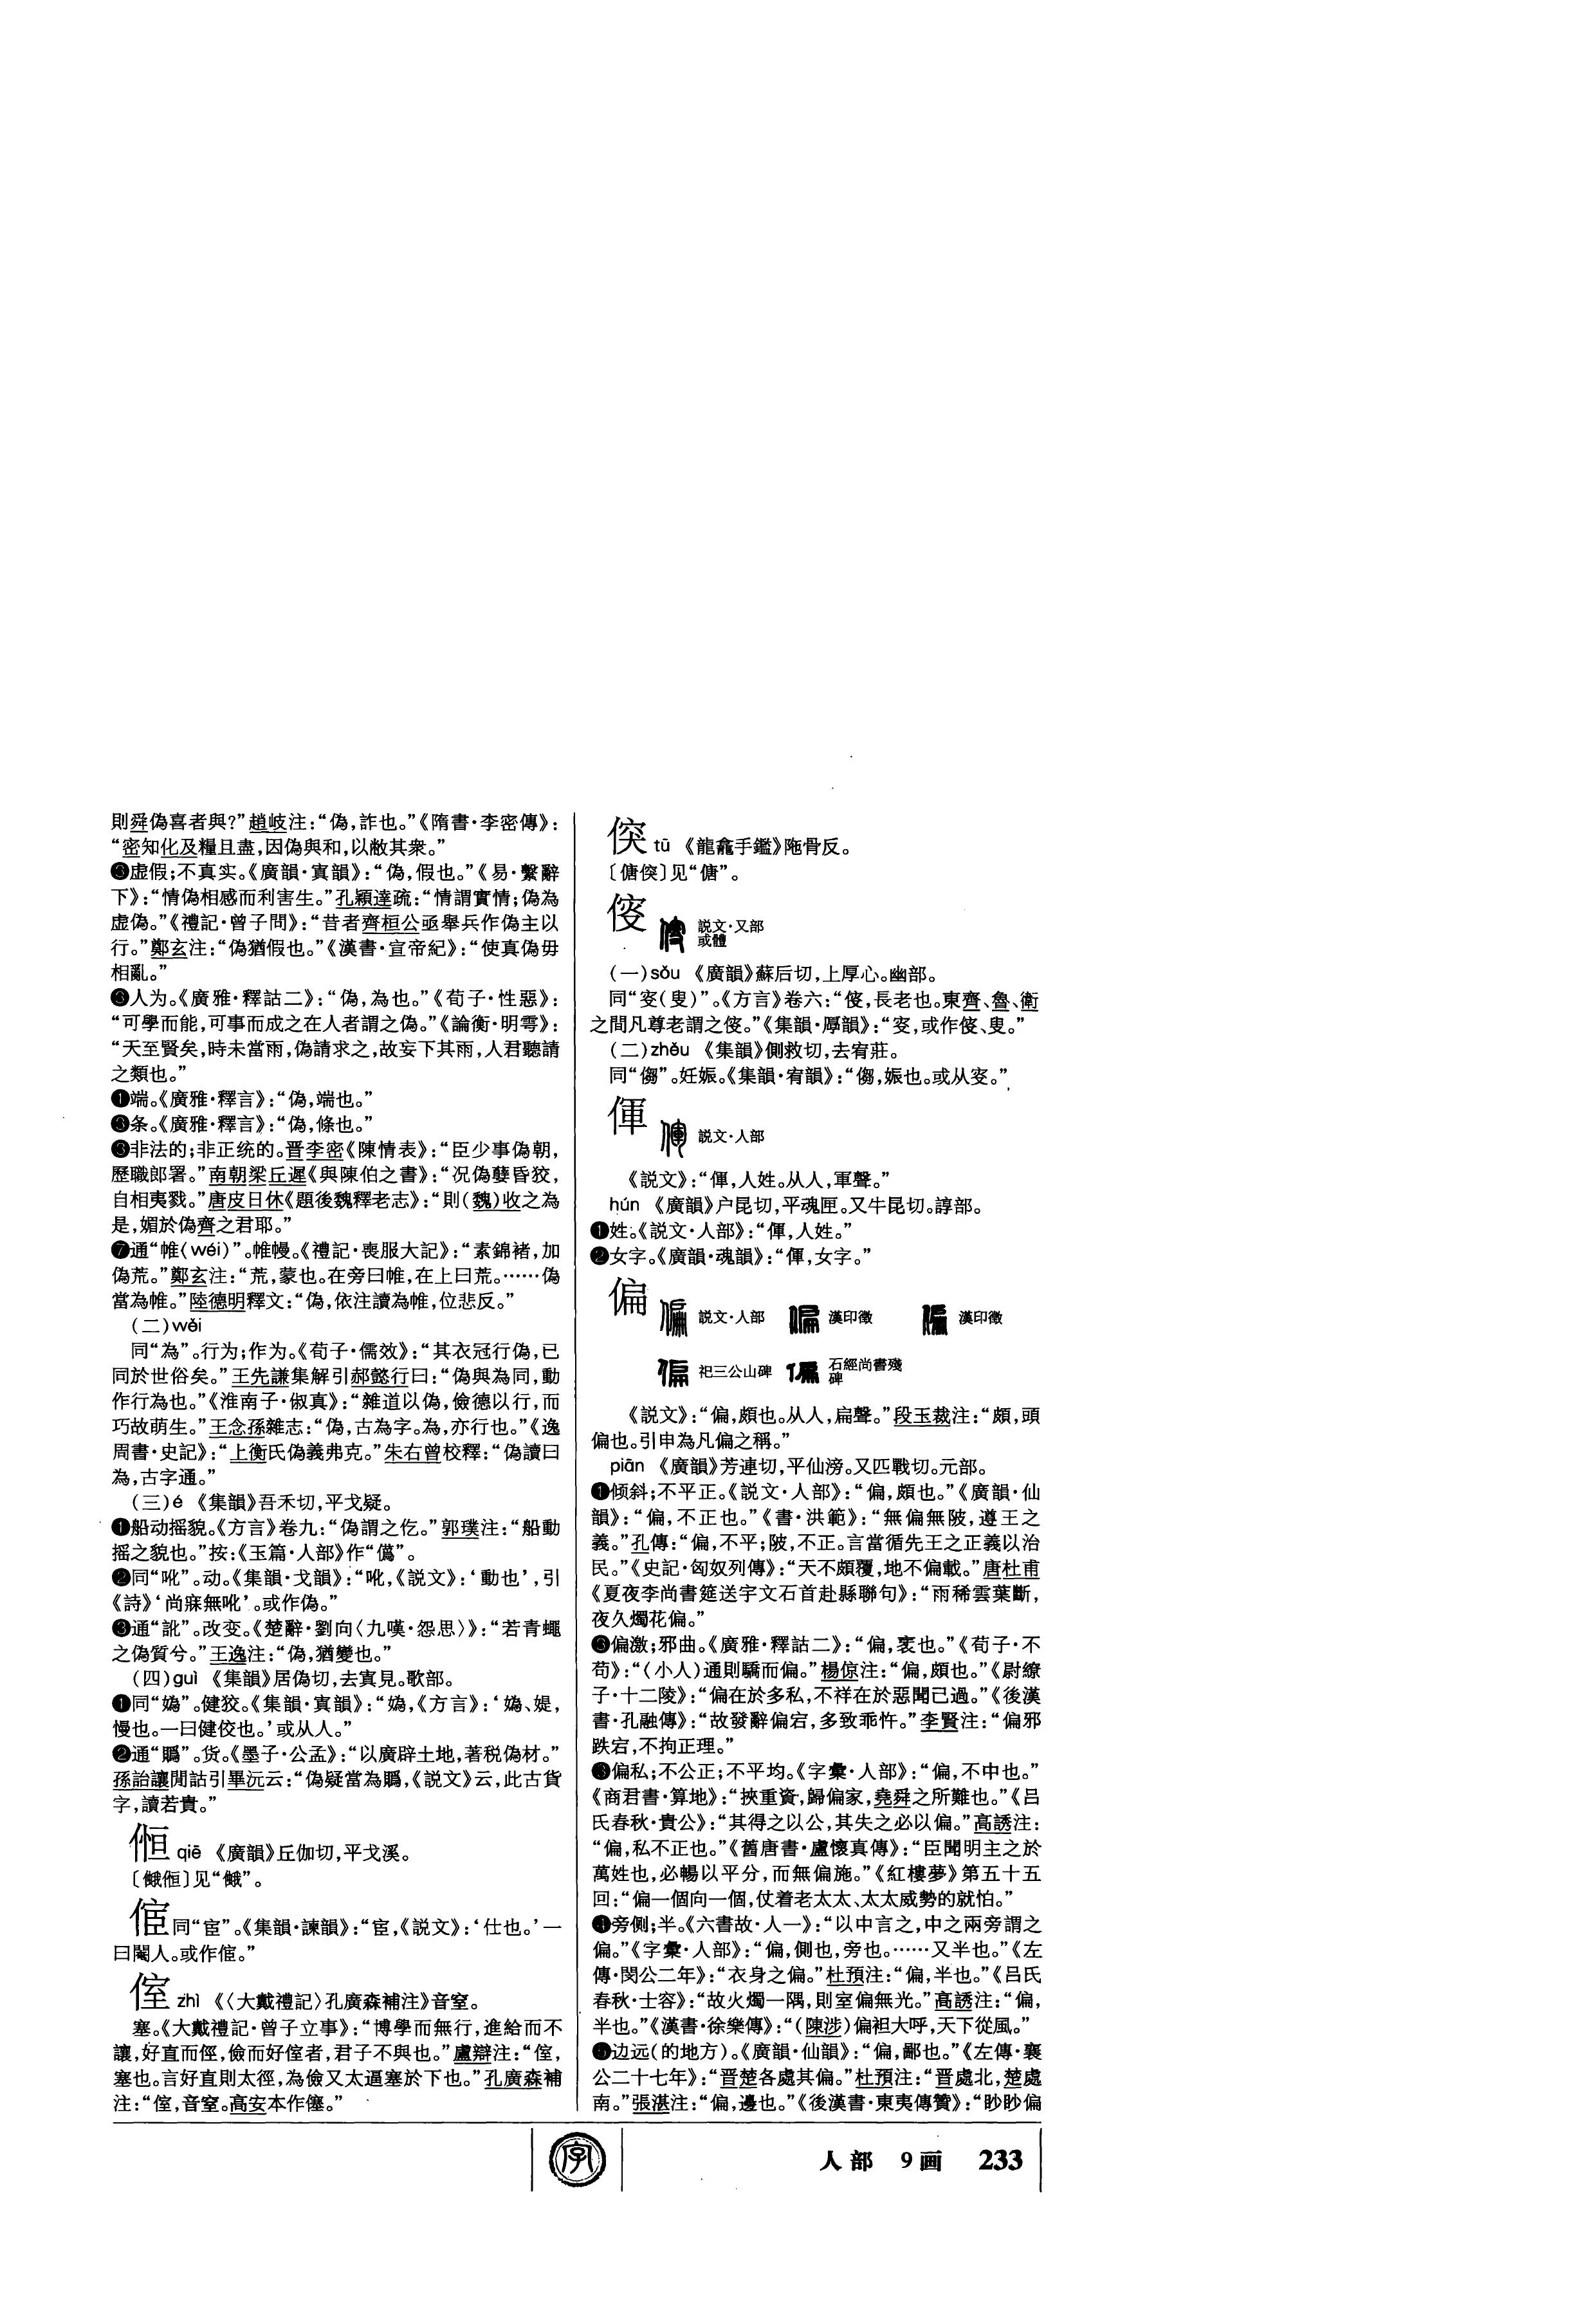 則舜偽喜者與?”趙岐注:“偽,詐也。”《隋書·李密傳》:
“密知化及糧且盡,因偽與和,以敝其衆。”
❸虚假;不真实。《廣韻·寘韻》:“偽,假也。”《易·繫辭
下》:“情偽相感而利害生。”孔穎達疏:“情謂實情;偽為
虚偽。”《禮記·曾子問》:“昔者齊桓公亟舉兵作偽主以
行。”鄭玄注:“偽猶假也。”《漢書·宣帝紀》:“使真偽毋
相亂。”
人为。《廣雅·釋詁二》:“偽,為也。”《荀子·性惡》:
“可學而能,可事而成之在人者謂之偽。”《論衡·明雩》:
“天至賢矣,時未當雨,偽請求之,故妄下其雨,人君聽請
之類也。”
端。《廣雅·釋言》:“偽,端也。”
条。《廣雅·釋言》:“偽,條也。”
非法的;非正统的。晋李密《陳情表》:“臣少事偽朝,
歷職郎署。”南朝梁丘遲《與陳伯之書》:“况偽孽昏狡,
自相夷戮。”唐皮日休《題後魏釋老志》:“則(魏)收之為
是,媚於偽齊之君耶。”
❼通“帷(wéi)”。帷幔。《禮記·喪服大記》:“素錦褚,加
偽荒。”鄭玄注:“荒,蒙也。在旁曰帷,在上曰荒。……偽
當為帷。”陸德明釋文:“偽,依注讀為帷,位悲反。”
(二)wěi
同“為”。行为;作为。《荀子·儒效》:“其衣冠行偽,已
同於世俗矣。”王先謙集解引郝懿行曰:“偽與為同,動
作行為也。”《淮南子·俶真》:“雜道以偽,儉德以行,而
巧故萌生。”王念孫雜志:“偽,古為字。為,亦行也。”《逸
周書·史記》:“上衡氏偽義弗克。”朱右曾校釋:“偽讀曰
為,古字通。”
(三)é 《集韻》吾禾切,平戈疑。
❶船动摇貌。《方言》卷九:“偽謂之仡。”郭璞注:“船動
摇之貌也。”按:《玉篇·人部》作“僞”。
❷同“吪”。动。《集韻·戈韻》:“吪,《説文》:‘動也’,引
《詩》‘尚寐無吪’。或作偽。”
❸通“訛”。改变。《楚辭·劉向〈九嘆·怨思〉》:“若青蠅
之偽質兮。”王逸注:“偽,猶變也。”
(四)guì 《集韻》居偽切,去寘見。歌部。
❶同“媯”。健狡。《集韻·寘韻》:“媯,《方言》:‘媯、娗,
慢也。一曰健佼也。’或从人。”
❷通“贗”。货。《墨子·公孟》:“以廣辟土地,著税偽材。”
孫詒讓閒詁引畢沅云:“偽疑當為䞈,《説文》云,此古貨
字,讀若貴。”
㤥 qiē 《廣韻》丘伽切,平戈溪。
见“㒂”。
倌同“宦”。《集韻·諫韻》:“宦,《説文》:‘仕也。’一
曰閹人。或作。”
偫 zhì 《〈大戴禮記〉孔廣森補注》音窒。
塞。《大戴禮記·曾子立事》:“博學而無行,進給而不
讓,好直而俓,儉而好侄者,君子不與也。”盧辯注:“,
塞也。言好直則太徑,為儉又太逼塞於下也。”孔廣森補
注:“,音窒。高安本作僿。”
㑽 tū 《龍龕手鑑》陁骨反。
〔傏㑽〕见“傏”。
傁 説文·又部
或體
(一)sǒu 《廣韻》蘇后切,上厚心。幽部。
同“叜(叟)”。《方言》卷六:“傁,長老也。東齊、魯、衛
之間凡尊老謂之傁。”《集韻·厚韻》:“叜,或作傁、叟。”
(二)zhěu 《集韻》側救切,去宥莊。
同“㑳”。妊娠。《集韻·宥韻》:“㑳,娠也。或从叜。”
㑮 説文·人部
《説文》:“㑮,人姓。从人,軍聲。”
hún 《廣韻》户昆切,平魂匣。又牛昆切。諄部。
❶姓。《説文·人部》:“㑮,人姓。”
❷女字。《廣韻·魂韻》:“㑮,女字。”
偏 説文·人部 漢印徵 漢印徵
祀三公山碑 石經尚書殘
碑
《説文》:“偏,頗也。从人,扁聲。”段玉裁注:“頗,頭
偏也。引申為凡偏之稱。”
piān 《廣韻》芳連切,平仙滂。又匹戰切。元部。
❶倾斜;不平正。《説文·人部》:“偏,頗也。”《廣韻·仙
韻》:“偏,不正也。”《書·洪範》:“無偏無陂,遵王之
義。”孔傳:“偏,不平;陂,不正。言當循先王之正義以治
民。”《史記·匈奴列傳》:“天不頗覆,地不偏載。”唐杜甫
《夏夜李尚書筵送宇文石首赴縣聯句》:“雨稀雲葉斷,
夜久燭花偏。”
偏激;邪曲。《廣雅·釋詁二》:“偏,衺也。”《荀子·不
苟》:“(小人)通則驕而偏。”楊倞注:“偏,頗也。”《尉繚
子·十二陵》:“偏在於多私,不祥在於惡聞己過。”《後漢
書·孔融傳》:“故發辭偏宕,多致乖忤。”李賢注:“偏邪
跌宕,不拘正理。”
❸偏私;不公正;不平均。《字彙·人部》:“偏,不中也。”
《商君書·算地》:“挾重資,歸偏家,堯舜之所難也。”《吕
氏春秋·貴公》:“其得之以公,其失之必以偏。”高誘注:
“偏,私不正也。”《舊唐書·盧懷真傳》:“臣聞明主之於
萬姓也,必暢以平分,而無偏施。”《紅樓夢》第五十五
回:“偏一個向一個,仗着老太太、太太威勢的就怕。”
❹旁侧;半。《六書故·人一》:“以中言之,中之兩旁謂之
偏。”《字彙·人部》:“偏,側也,旁也。……又半也。”《左
傳·閔公二年》:“衣身之偏。”杜預注:“偏,半也。”《吕氏
春秋·士容》:“故火燭一隅,則室偏無光。”高誘注:“偏,
半也。”《漢書·徐樂傳》:“(陳涉)偏袒大呼,天下從風。”
❺边远(的地方)。《廣韻·仙韻》:“偏,鄙也。”《左傳·襄
公二十七年》:“晋楚各處其偏。”杜預注:“晋處北,楚處
南。”張湛注:“偏,邊也。”《後漢書·東夷傳贊》:“眇眇偏
字
人部 9画 233